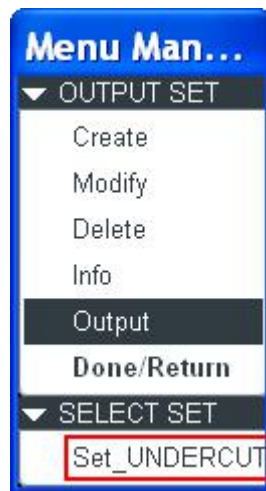 Menu Man...
OUTPUT SET
Create
Modify
Delete
Info
Output
Done/Return
SELECT SET
Set_UNDERCUT